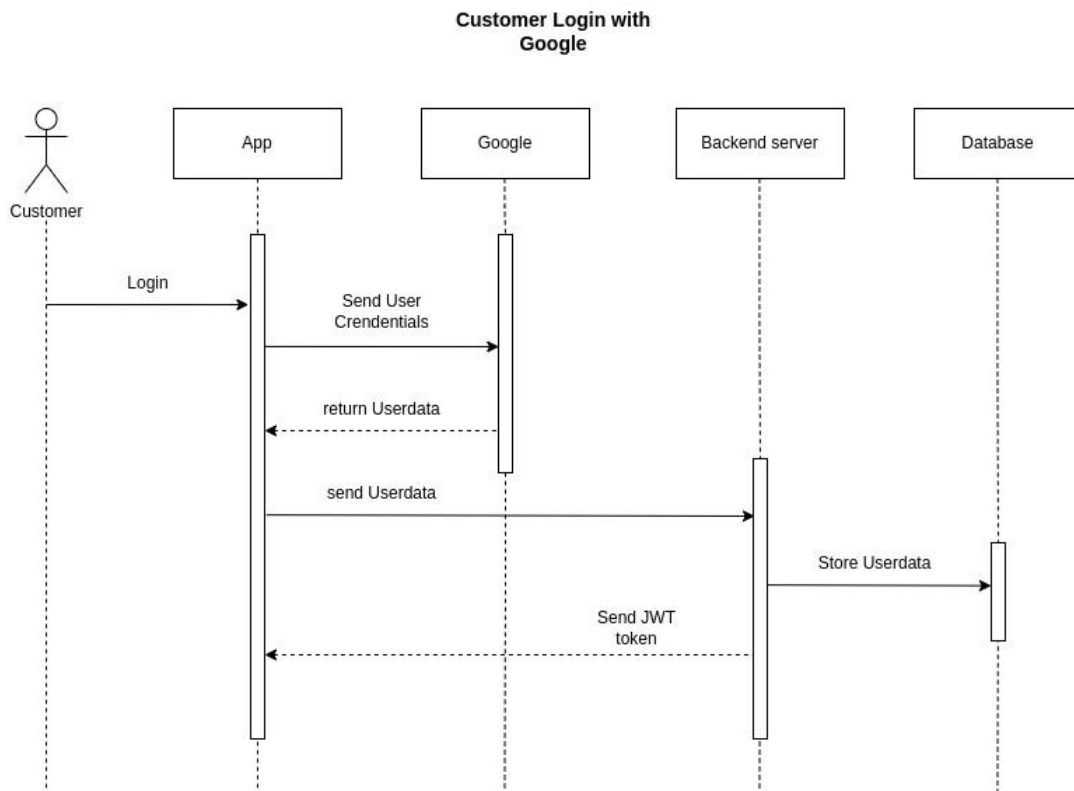 Customer Login with
Google
App
Google
Backend server
Database
Customer
Login
Send User
Crendentials
return Userdata
send Userdata
Store Userdata
Send JWT
token